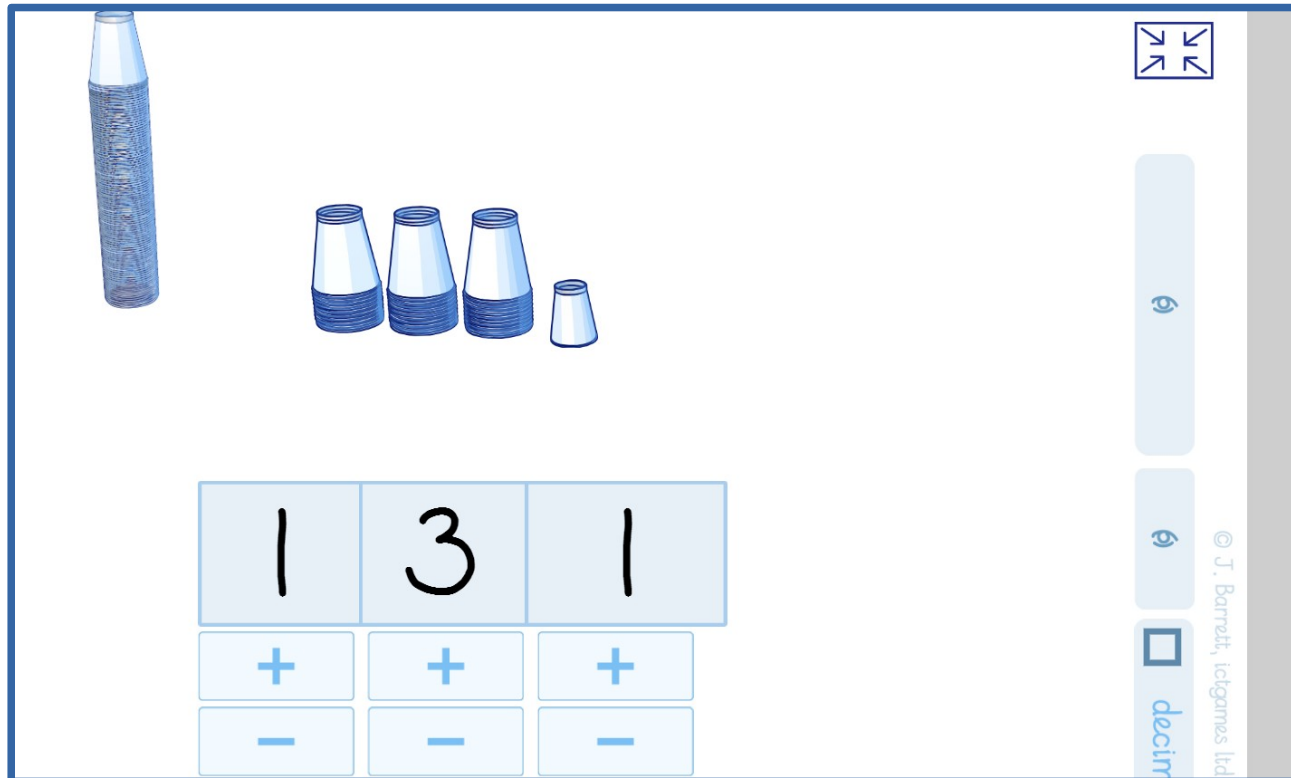 1 3 1
+ + +
− − −
decim
© J. Barrett, ictgames ltd